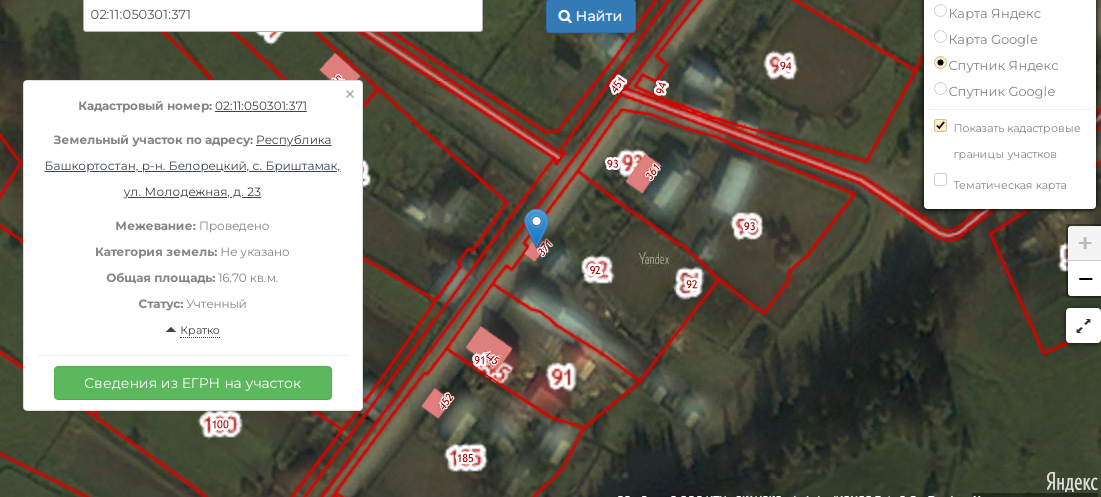 02:11:050301:371
Найти
Карта Яндекс
Карта Google
Спутник Яндекс
Спутник Google
Показать кадастровые
границы участков
Тематическая карта
×
Кадастровый номер: 02:11:050301:371
Земельный участок по адресу: Республика
Башкортостан, р-н. Белорецкий, с. Бриштамак,
ул. Молодежная, д. 23
Межевание: Проведено
Категория земель: Не указано
Общая площадь: 16.70 кв.м.
Статус: Учтенный
Кратко
Сведения из ЕГРН на участок
94
451
94
93
361
93
371
92
92
Yandex
91
91
452
100
185
+
−
Яндекс